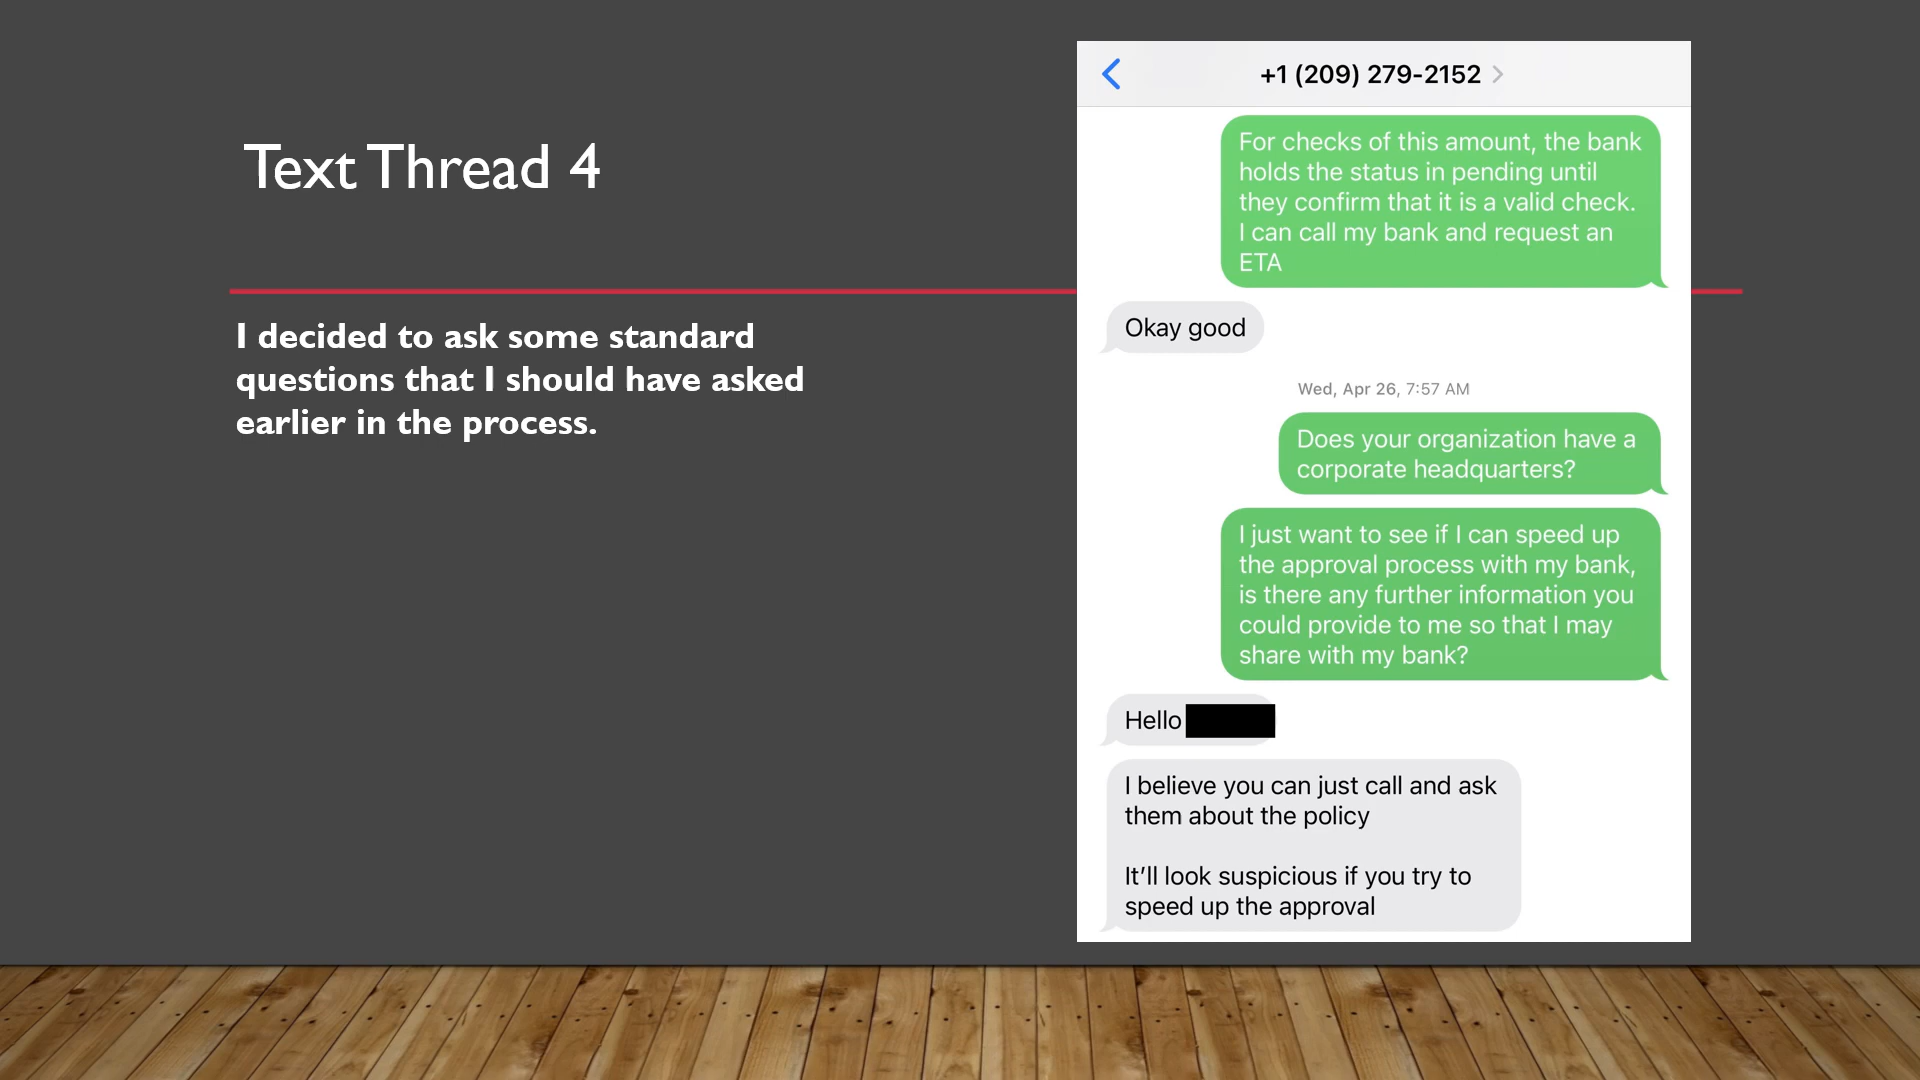 Text Thread 4
I decided to ask some standard
questions that I should have asked
earlier in the process.
+1 (209) 279-2152
For checks of this amount, the bank
holds the status in pending until
they confirm that it is a valid check.
I can call my bank and request an
ETA
Okay good
Wed, Apr 26, 7:57 AM
Does your organization have a
corporate headquarters?
I just want to see if I can speed up
the approval process with my bank,
is there any further information you
could provide to me so that I may
share with my bank?
Hello
I believe you can just call and ask
them about the policy
It’ll look suspicious if you try to
speed up the approval